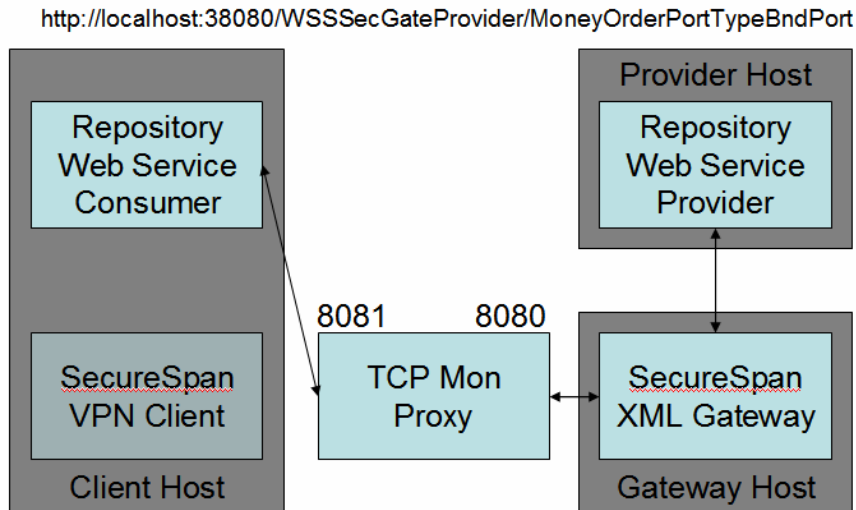 http://localhost:38080/WSSSecGateProvider/MoneyOrderPortTypeBndPort
Repository
Web Service
Consumer
SecureSpan
VPN Client
Client Host
8081 8080
TCP Mon
Proxy
Provider Host
Repository
Web Service
Provider
SecureSpan
XML Gateway
Gateway Host